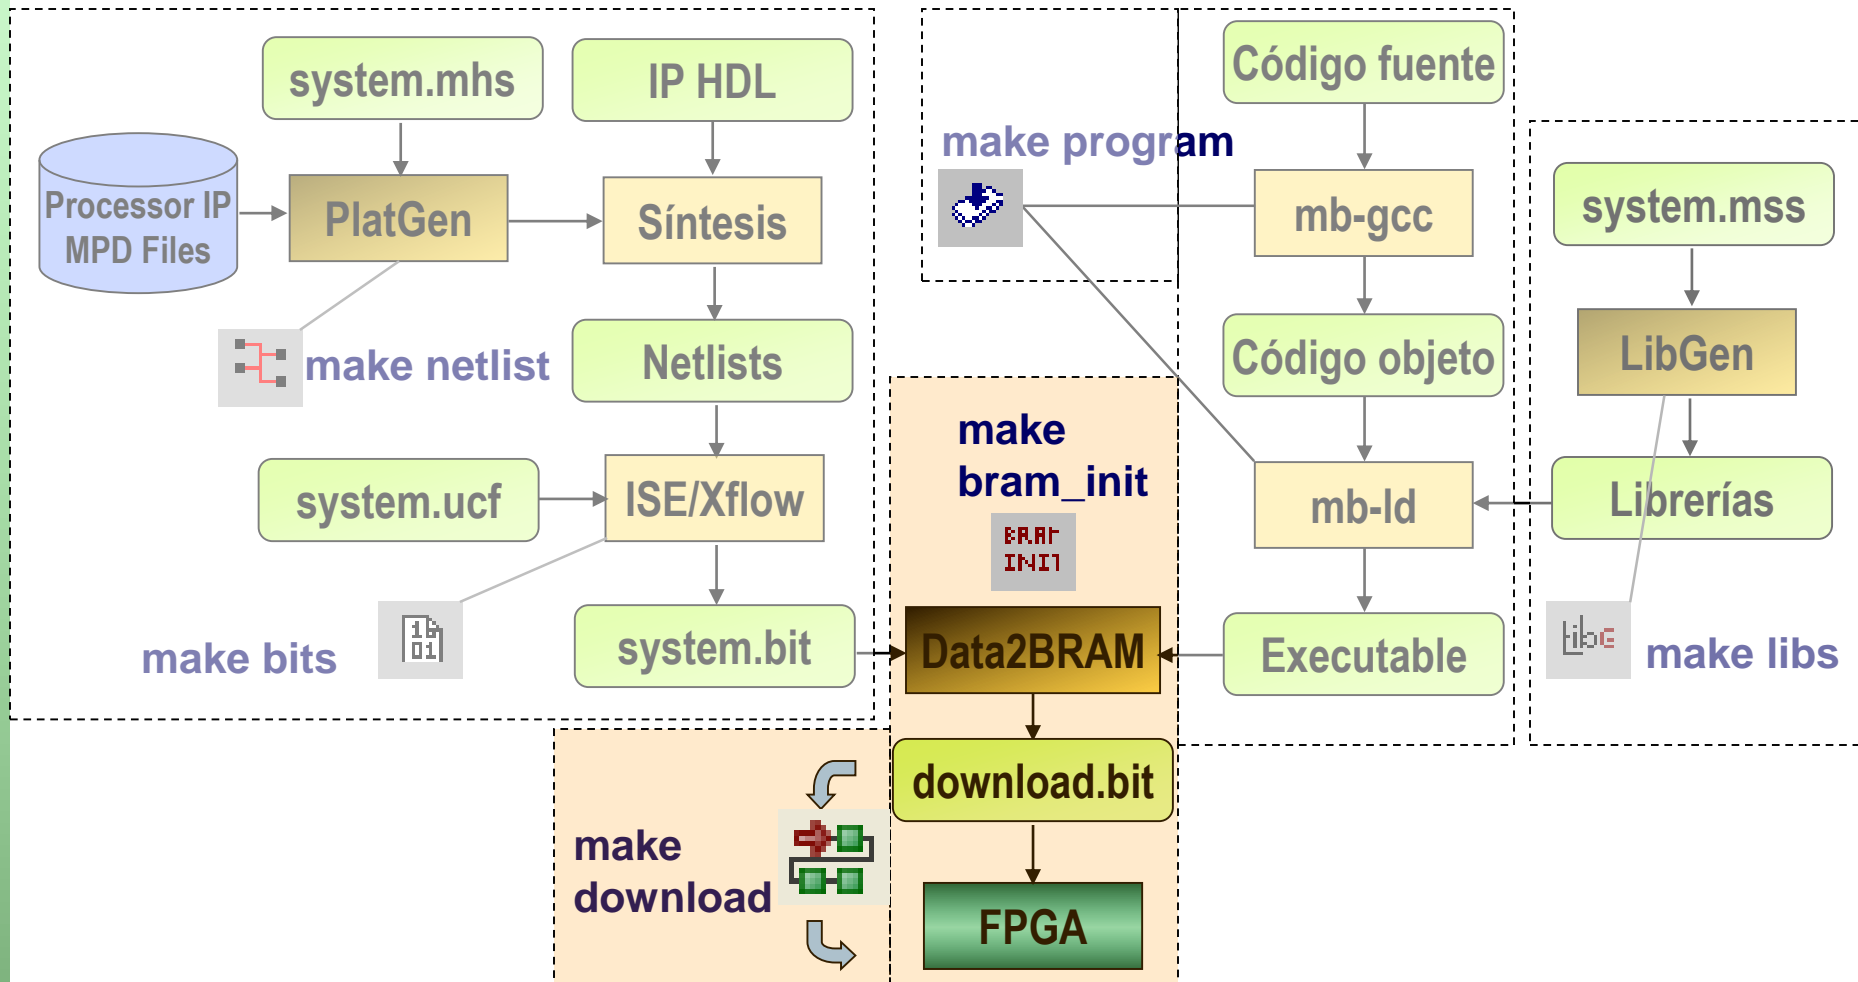 system.mhs
IP HDL
Processor IP
MPD Files
PlatGen
Síntesis
make netlist
Netlists
system.ucf
ISE/Xflow
make bits
16
01
system.bit
make program
Código fuente
mb-gcc
Código objeto
mb-ld
Executable
system.mss
LibGen
Librerías
make libs
make
bram_init
INIT
Data2BRAM
download.bit
make
download
FPGA